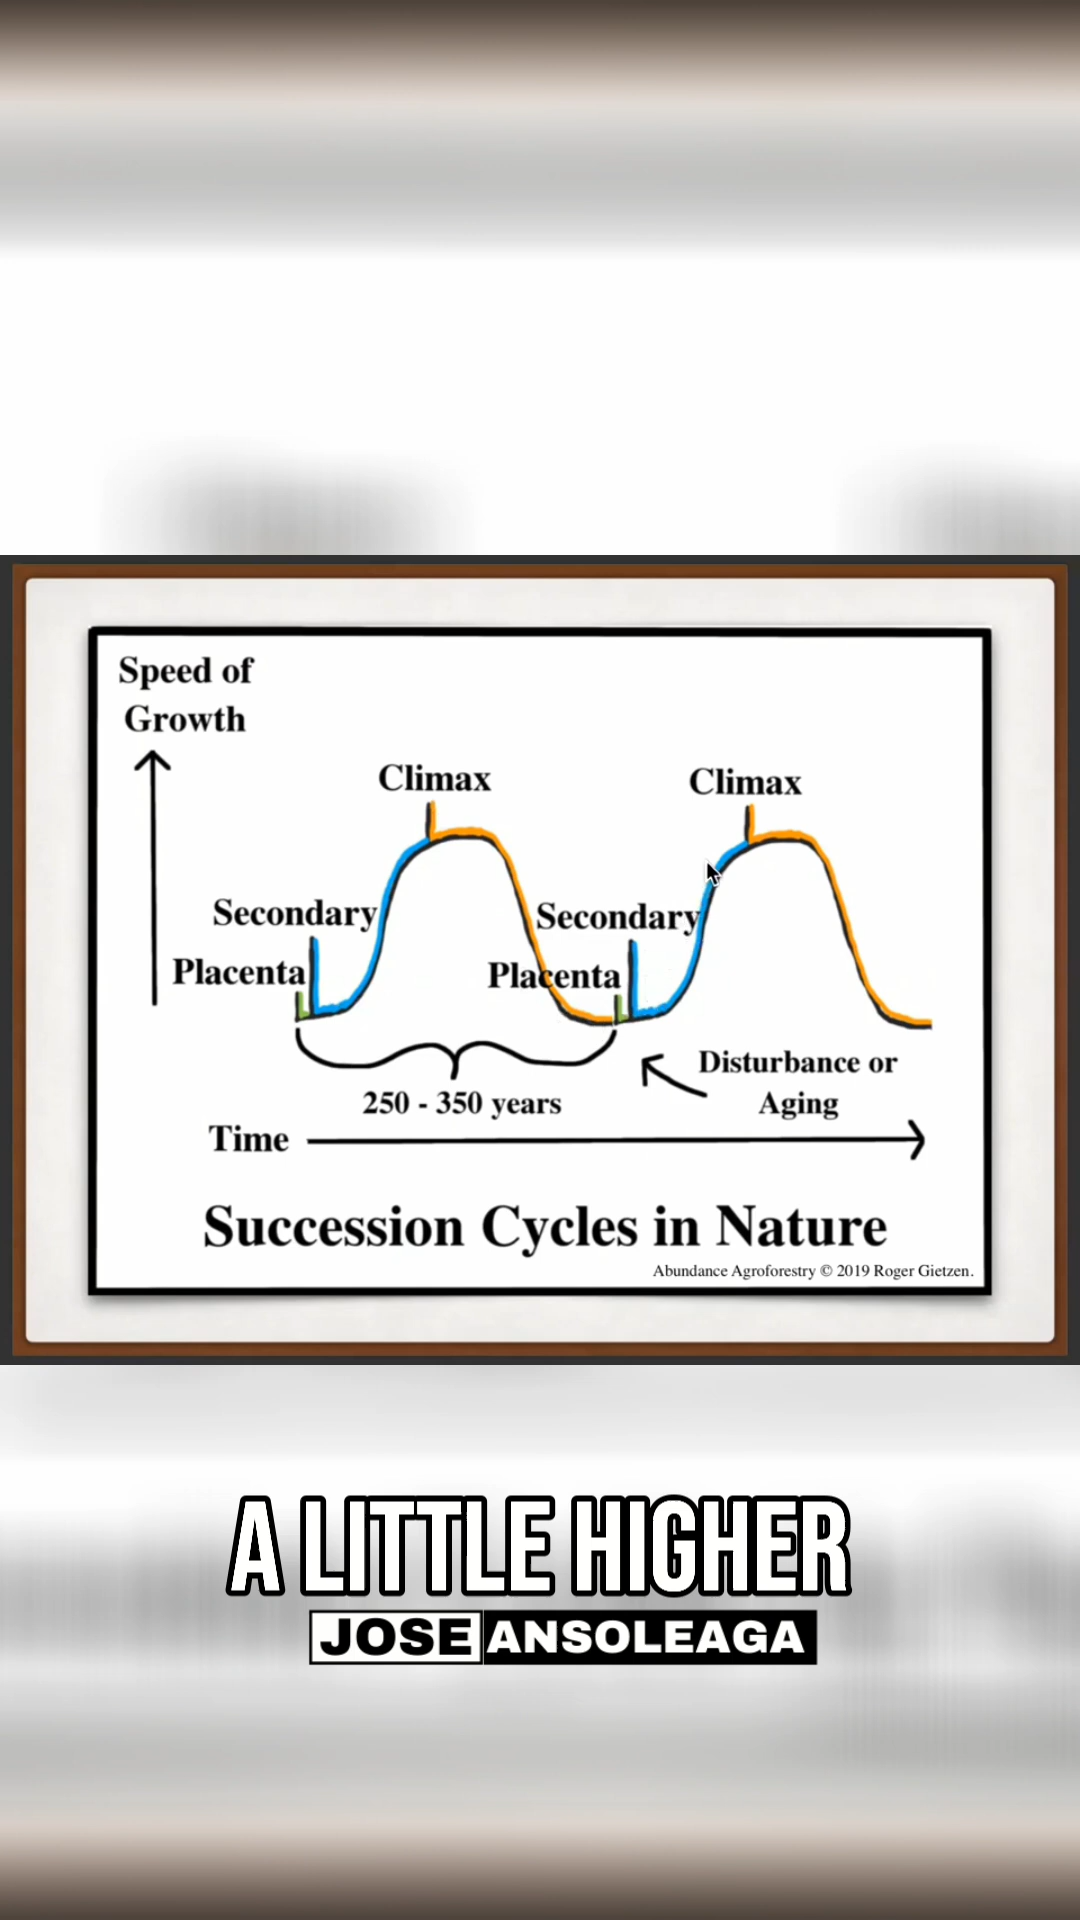 Speed of
Growth
Climax
Climax
Secondary
Secondary
Placenta
Placenta
Disturbance or
Aging
250 - 350 years
Time
Succession Cycles in Nature
Abundance Agroforestry © 2019 Roger Gietzen.
A LITTLE HIGHER
JOSE ANSOLEAGA